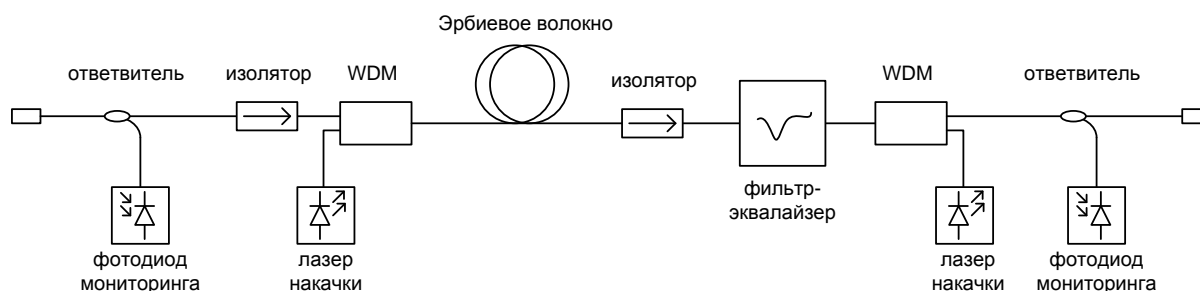 Эрбиевое волокно
ответвитель
изолятор
WDM
изолятор
WDM
ответвитель
фильтр-
эквалайзер
фотодиод
мониторинга
лазер
накачки
лазер
накачки
фотодиод
мониторинга